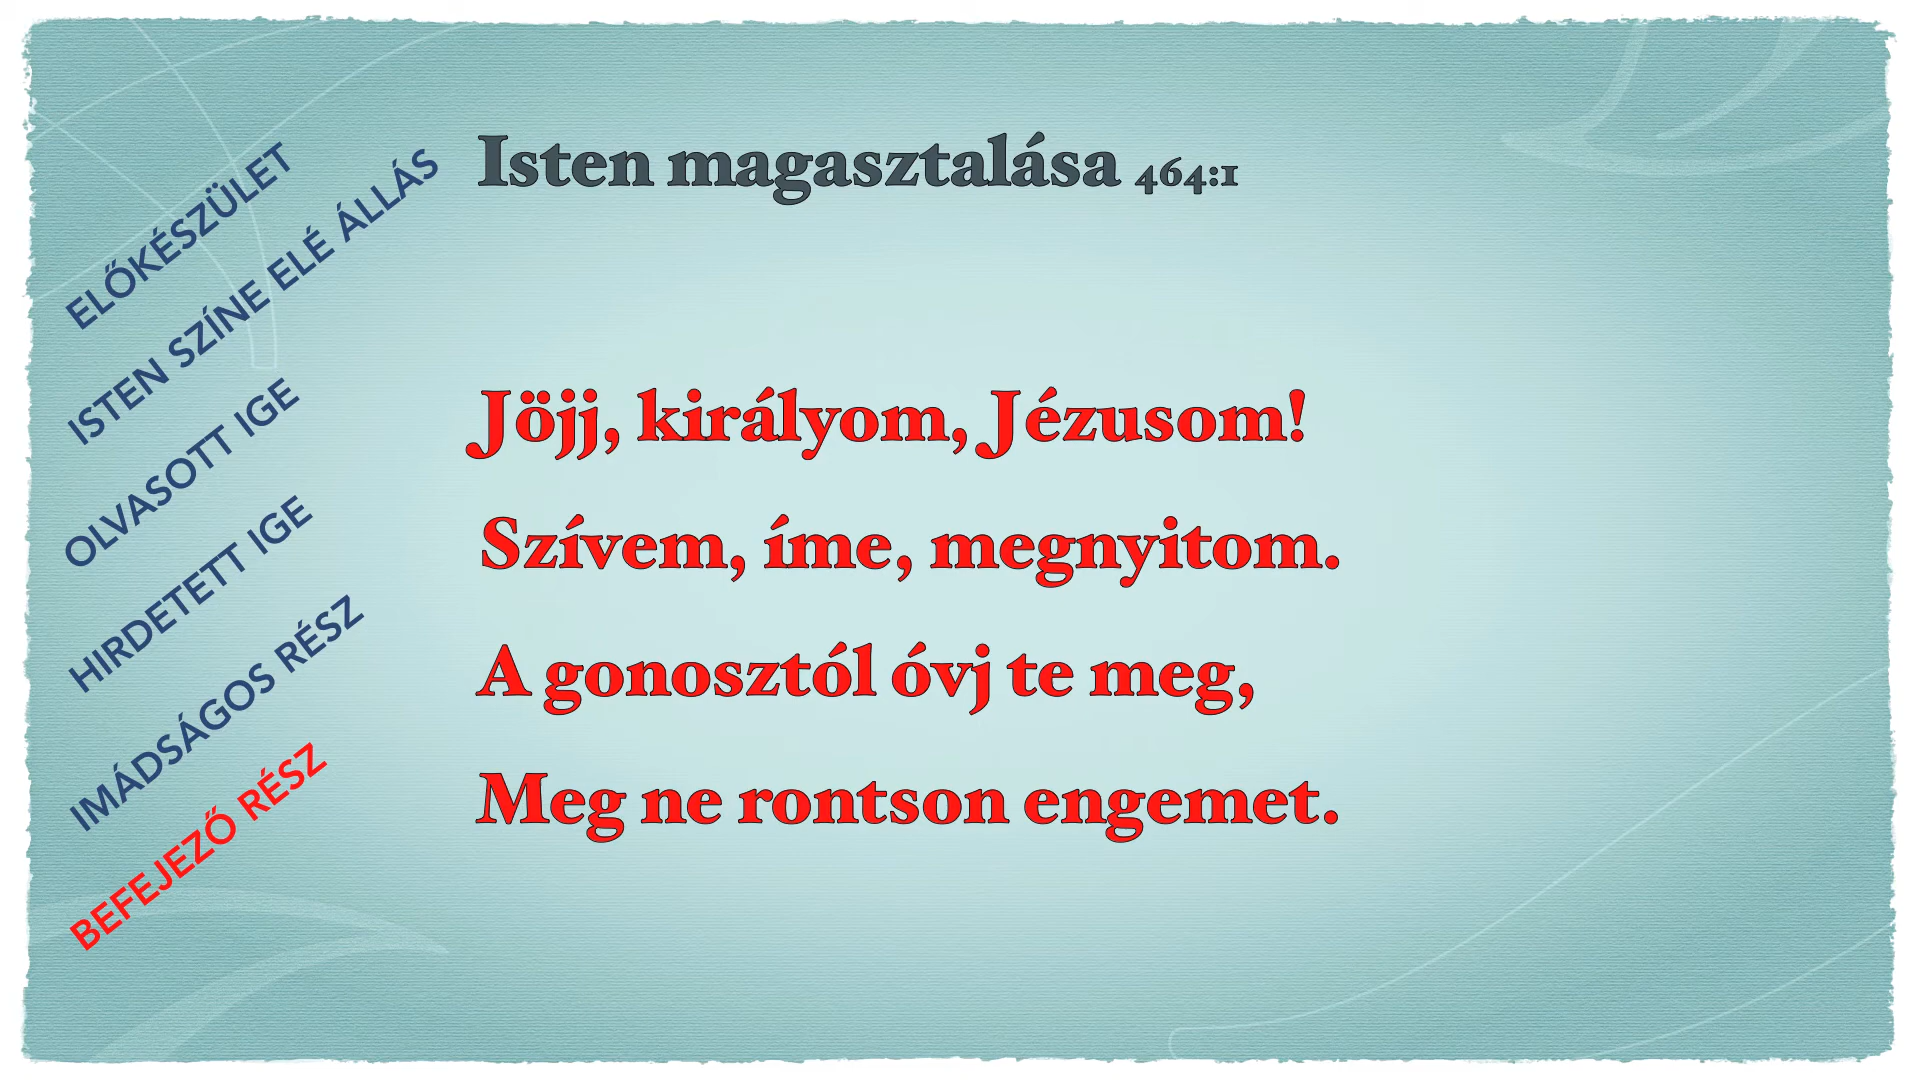 Isten magasztalása 464:1
ELŐKÉSZÜLET
ISTEN SZÍNE ELÉ ÁLLÁS
OLVASOTT IGE
HIRDETETT IGE
IMÁDSÁGOS RÉSZ
BEFEJEZŐ RÉSZ
Jöjj, királyom, Jézusom!
Szívem, íme, megnyitom.
A gonosztól óvj te meg,
Meg ne rontson engemet.